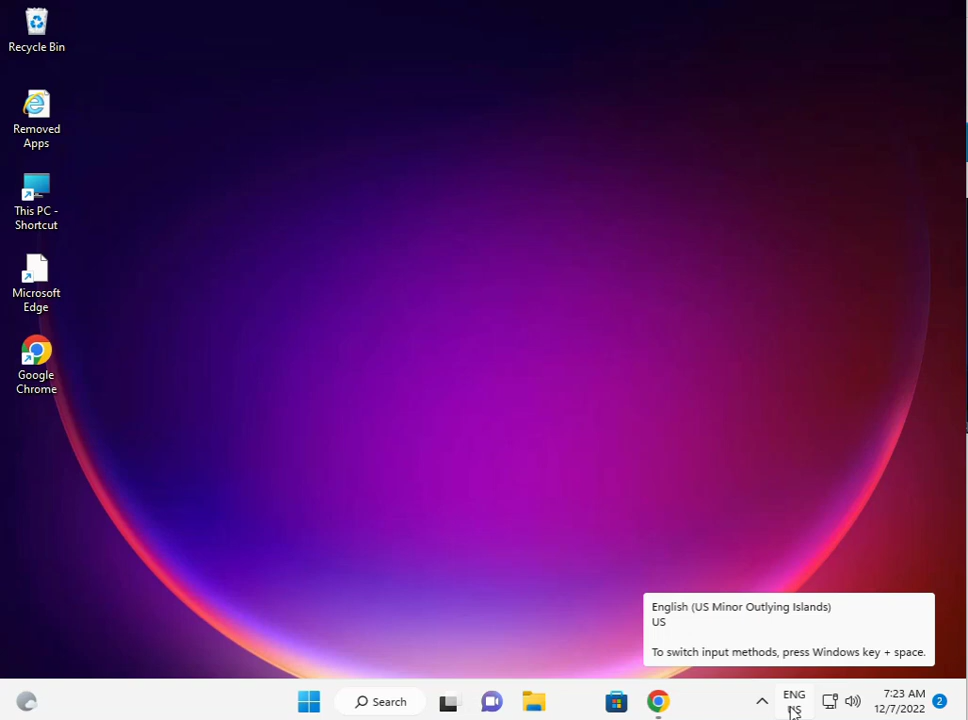 Recycle Bin
Removed
Apps
This PC -
Shortcut
Microsoft
Edge
Google
Chrome
English (US Minor Outlying Islands)
US
To switch input methods, press Windows key + space.
Search
ENG
US
7:23 AM
12/7/2022
2